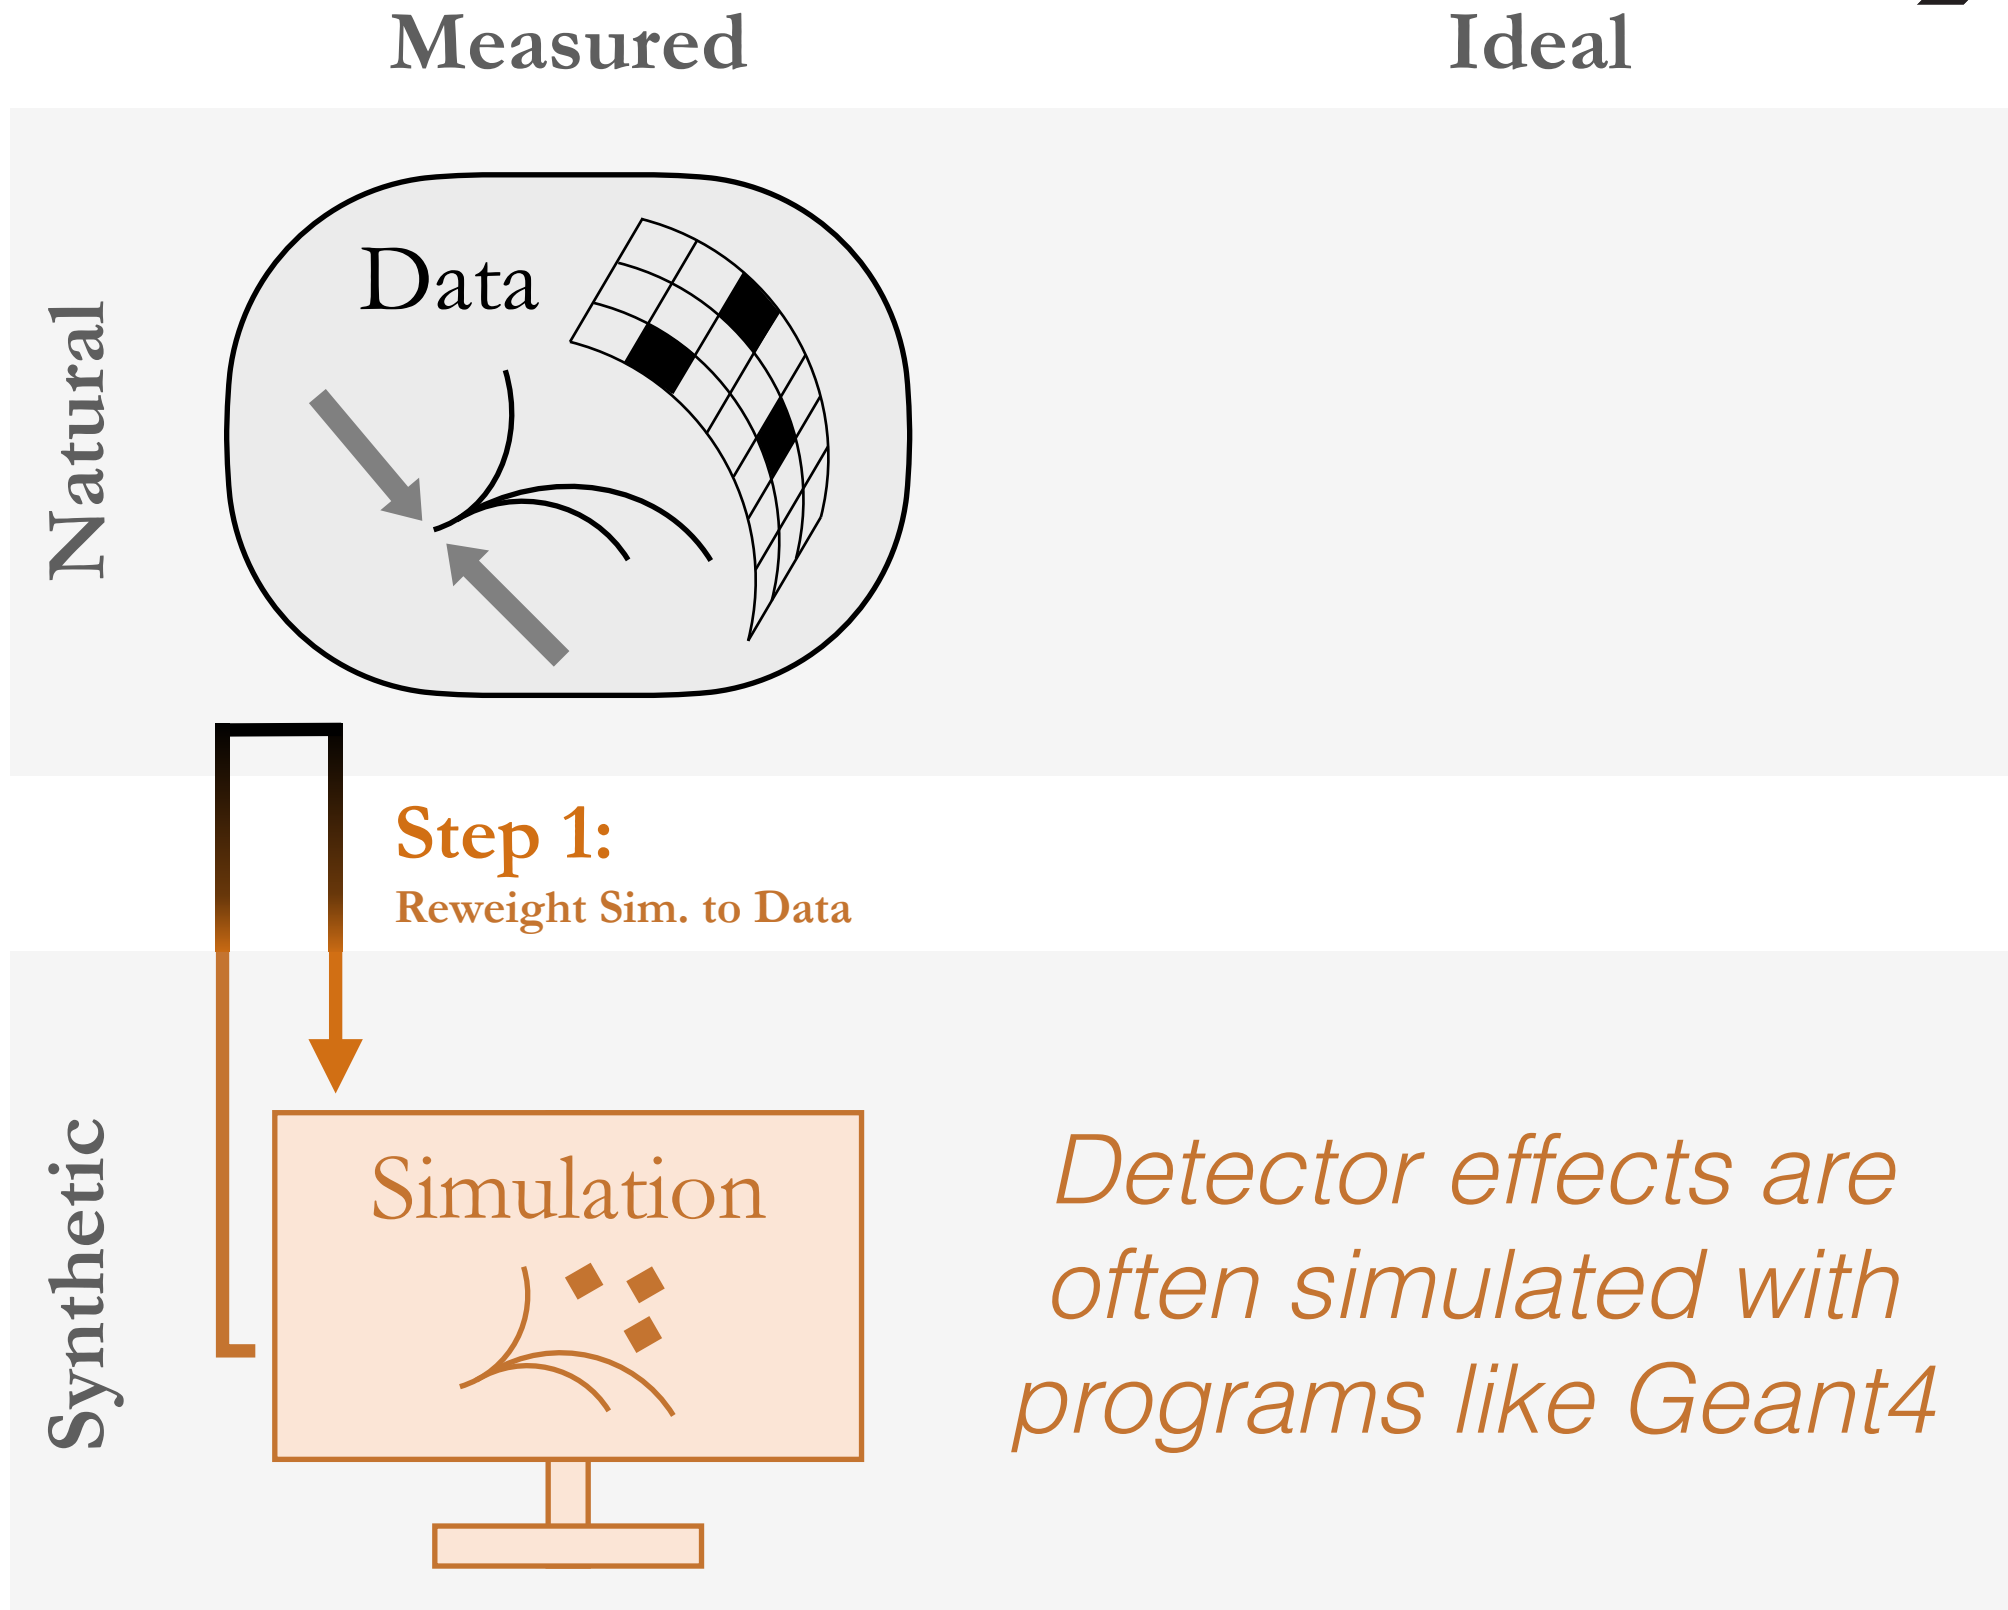 Measured
Ideal
Natural
Data
Step 1:
Reweight Sim. to Data
Synthetic
Simulation
Detector effects are
often simulated with
programs like Geant4